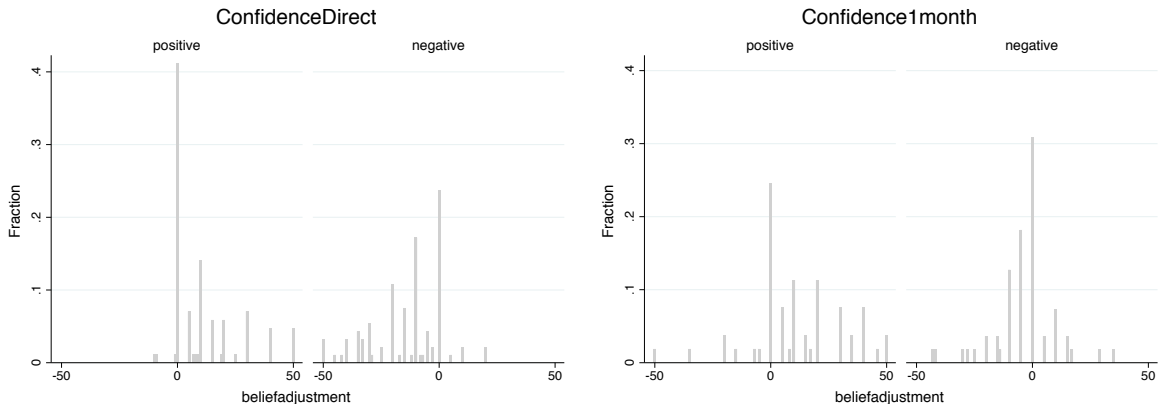 ConfidenceDirect
positive negative
Fraction
.4
.3
.2
.1
0
-50 0 50 -50 0 50
beliefadjustment
Confidence1month
positive negative
Fraction
.4
.3
.2
.1
0
-50 0 50 -50 0 50
beliefadjustment